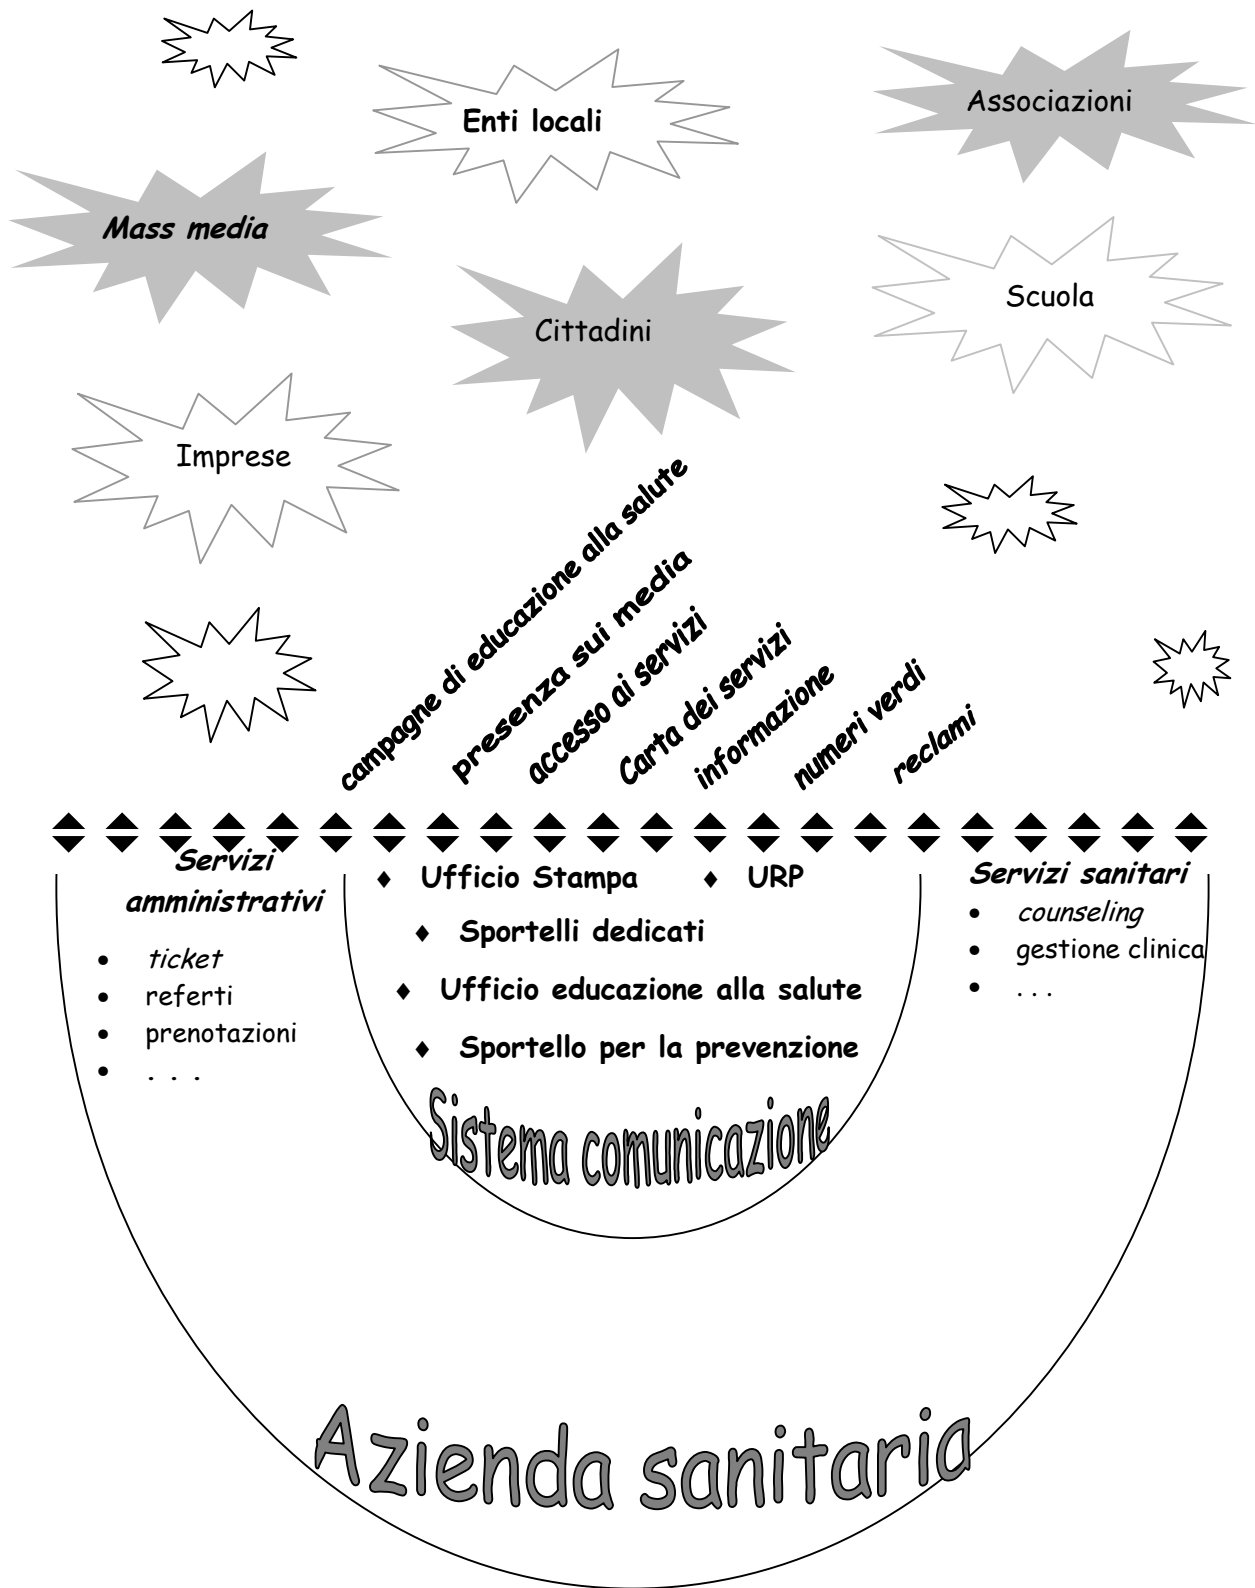 Enti locali
Associazioni
Mass media
Scuola
Cittadini
Imprese
campagne di educazione alla salute
presenza sui media
accesso ai servizi
Carta dei servizi
informazione
numeri verdi
reclami
Servizi
amministrativi
• ticket
• referti
• prenotazioni
• . . .
♦ Ufficio Stampa ♦ URP
♦ Sportelli dedicati
♦ Ufficio educazione alla salute
♦ Sportello per la prevenzione
Sistema comunicazione
Servizi sanitari
• counseling
• gestione clinica
• . . .
Azienda sanitaria